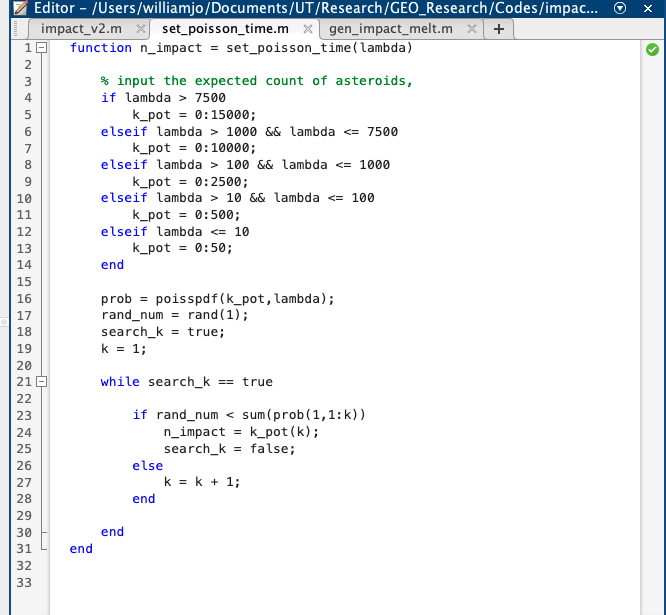 Editor – /Users/williamjo/Documents/UT/Research/GEO_Research/Codes/impac...
impact_v2.m × set_poisson_time.m × gen_impact_melt.m × +
1 function n_impact = set_poisson_time(lambda)
2
3 % input the expected count of asteroids,
4 if lambda > 7500
5 k_pot = 0:15000;
6 elseif lambda > 1000 && lambda <= 7500
7 k_pot = 0:10000;
8 elseif lambda > 100 && lambda <= 1000
9 k_pot = 0:2500;
10 elseif lambda > 10 && lambda <= 100
11 k_pot = 0:500;
12 elseif lambda <= 10
13 k_pot = 0:50;
14 end
15
16 prob = poisspdf(k_pot,lambda);
17 rand_num = rand(1);
18 search_k = true;
19 k = 1;
20
21 while search_k == true
22
23 if rand_num < sum(prob(1,1:k))
24 n_impact = k_pot(k);
25 search_k = false;
26 else
27 k = k + 1;
28 end
29
30 end
31 end
32
33